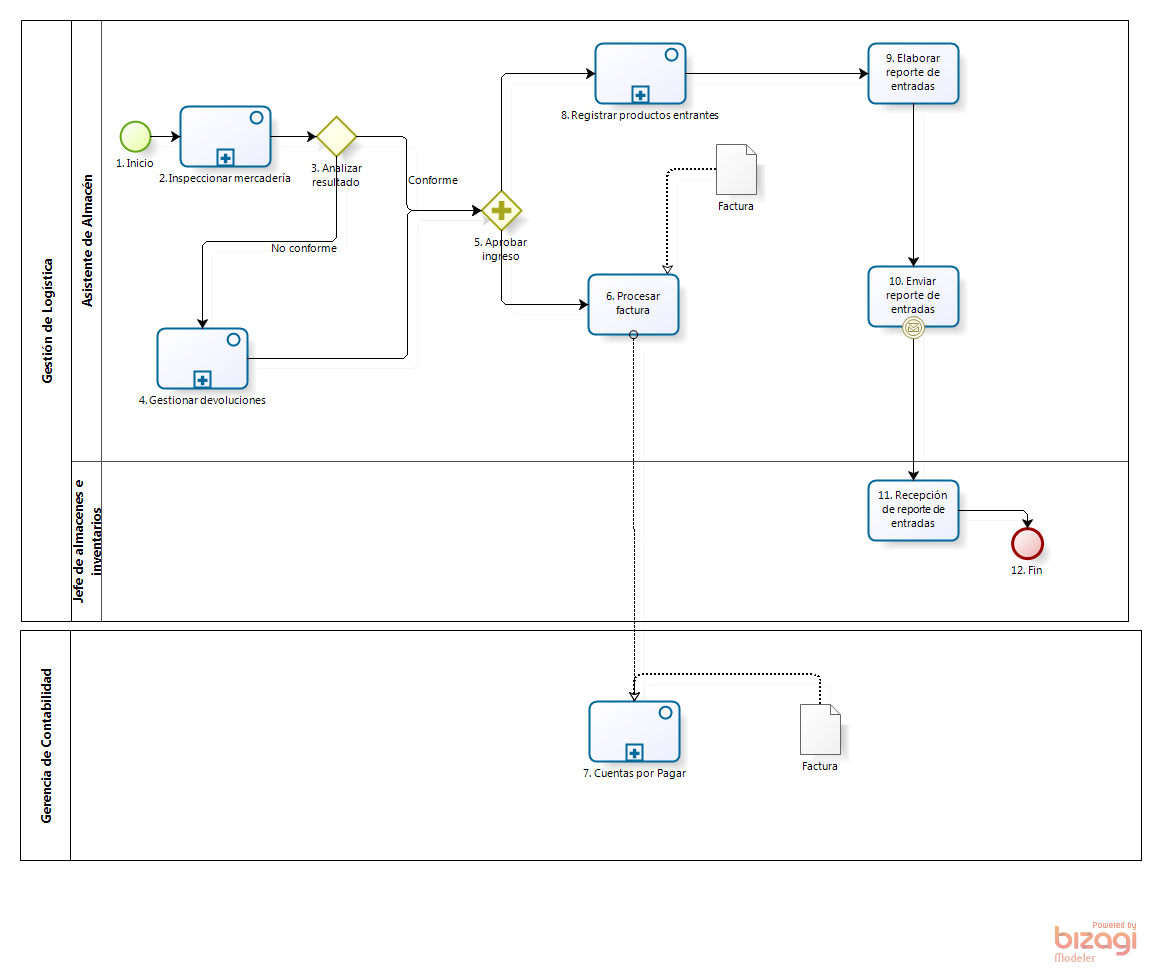 Gestión de Logística
Asistente de Almacén
1. Inicio
2. Inspeccionar mercadería
3. Analizar
resultado
Conforme
No conforme
4. Gestionar devoluciones
5. Aprobar
ingreso
8. Registrar productos entrantes
9. Elaborar
reporte de
entradas
Factura
6. Procesar
factura
10. Enviar
reporte de
entradas
Jefe de almacenes e
inventarios
11. Recepción
de reporte de
entradas
12. Fin
Gerencia de Contabilidad
7. Cuentas por Pagar
Factura
Powered by
bizagi
Modeler